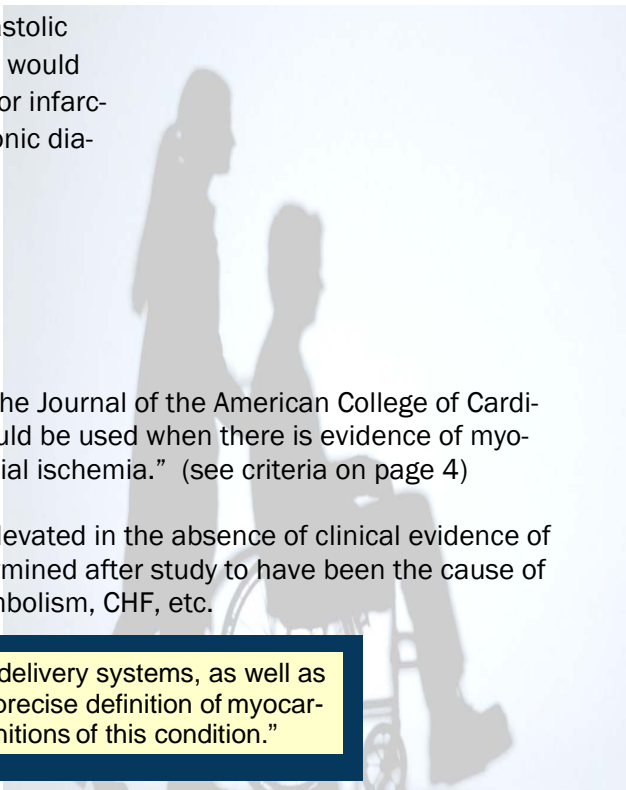 stolic
would
or infarc-
onic dia-
he Journal of the American College of Cardi-
uld be used when there is evidence of myo-
ial ischemia.”  (see criteria on page 4)
levated in the absence of clinical evidence of
rmined after study to have been the cause of
mbolism, CHF, etc.
delivery systems, as well as
precise definition of myocar-
nitions of this condition.”